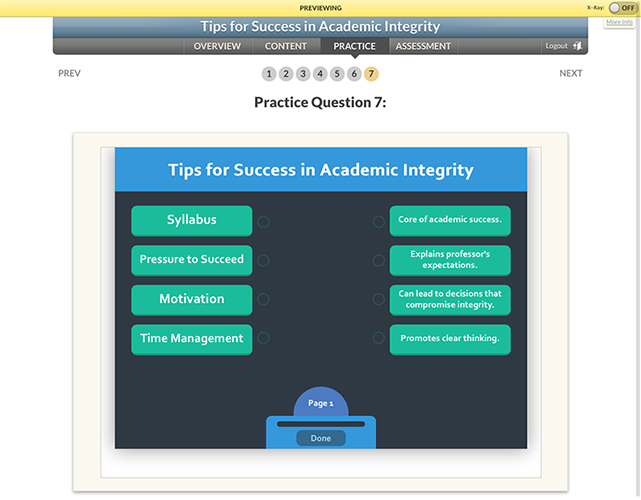 PREVIEWING
X-Ray: OFF
More Info
Tips for Success in Academic Integrity
OVERVIEW CONTENT PRACTICE ASSESSMENT Logout
PREV 1 2 3 4 5 6 7 NEXT
Practice Question 7:
Tips for Success in Academic Integrity
Syllabus
Core of academic success.
Pressure to Succeed
Explains professor's
expectations.
Motivation
Can lead to decisions that
compromise integrity.
Time Management
Promotes clear thinking.
Page 1
Done